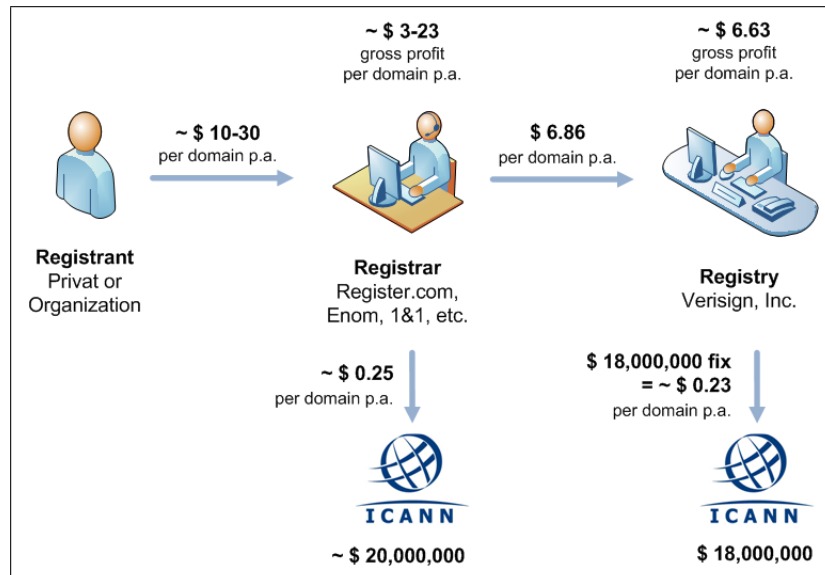 ~ $ 3-23
gross profit
per domain p.a.
~ $ 6.63
gross profit
per domain p.a.
~ $ 10-30
per domain p.a.
$ 6.86
per domain p.a.
Registrant
Privat or
Organization
Registrar
Register.com,
Enom, 1&1, etc.
Registry
Verisign, Inc.
~ $ 0.25
per domain p.a.
$ 18,000,000 fix
= ~ $ 0.23
per domain p.a.
ICANN
ICANN
~ $ 20,000,000
$ 18,000,000